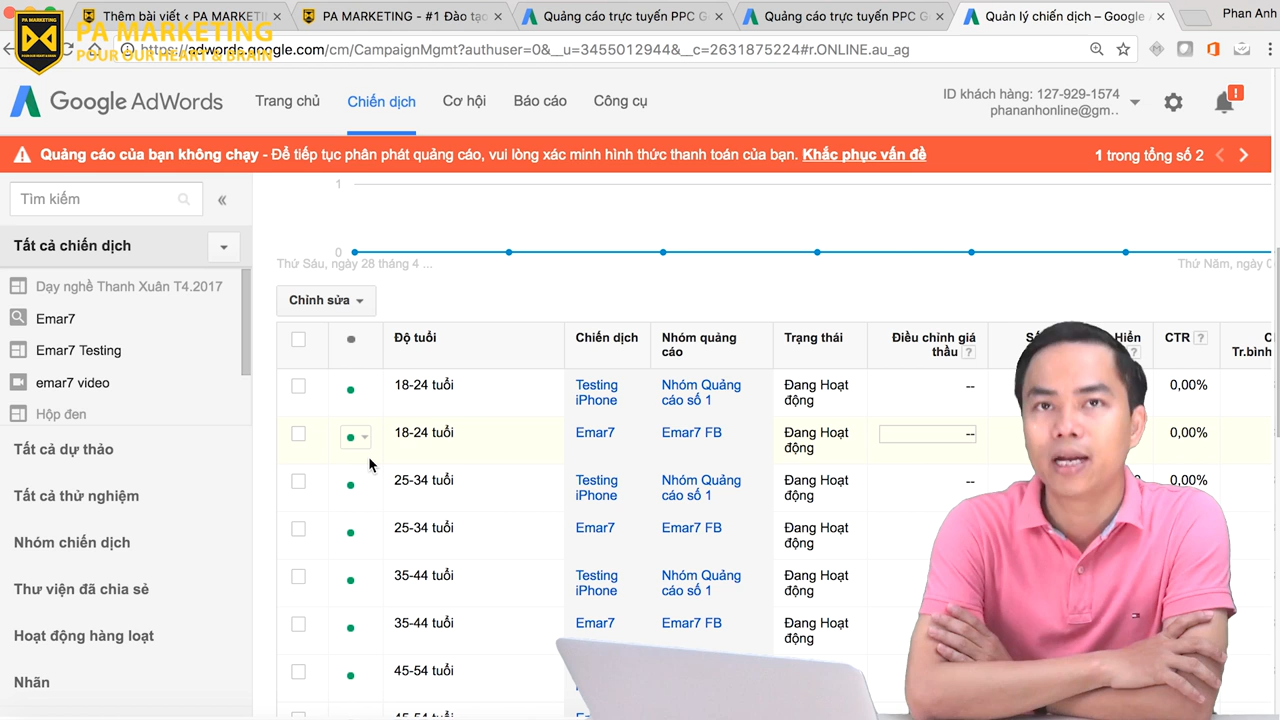 Thêm bài viết ‹ PA MARKETIN
PA MARKETING - #1 Đào tạ
Quảng cáo trực tuyến PPC G
Quảng cáo trực tuyến PPC G
Quản lý chiến dịch – Google A
Phan Anh
PA MARKETING
POUR OUR HEART & BRAIN
https://adwords.google.com/cm/CampaignMgmt?authuser=0&__u=3455012944&__c=2631875224#r.ONLINE.au_ag
Google AdWords
Trang chủ
Chiến dịch
Cơ hội
Báo cáo
Công cụ
ID khách hàng: 127-929-1574
phananhonline@gm..
Quảng cáo của bạn không chạy - Để tiếp tục phân phát quảng cáo, vui lòng xác minh hình thức thanh toán của bạn. Khắc phục vấn đề
1 trong tổng số 2
Tìm kiếm
«
Tất cả chiến dịch
Dạy nghề Thanh Xuân T4.2017
Emar7
Emar7 Testing
emar7 video
Hộp đen
Tất cả dự thảo
Tất cả thử nghiệm
Nhóm chiến dịch
Thư viện đã chia sẻ
Hoạt động hàng loạt
Nhãn
1
0
Thứ Sáu, ngày 28 tháng 4 ...
Thứ Năm, ngày 0
Chỉnh sửa
Độ tuổi
Chiến dịch
Nhóm quảng cáo
Trạng thái
Điều chỉnh giá thầu ?
Hiển ?
CTR ?
Tr.bình
18-24 tuổi
Testing iPhone
Nhóm Quảng cáo số 1
Đang Hoạt động
--
0,00%
18-24 tuổi
Emar7
Emar7 FB
Đang Hoạt động
--
0,00%
25-34 tuổi
Testing iPhone
Nhóm Quảng cáo số 1
Đang Hoạt động
--
0,00%
25-34 tuổi
Emar7
Emar7 FB
Đang Hoạt động
35-44 tuổi
Testing iPhone
Nhóm Quảng cáo số 1
Đang Hoạt động
35-44 tuổi
Emar7
Emar7 FB
Đang Hoạt động
45-54 tuổi